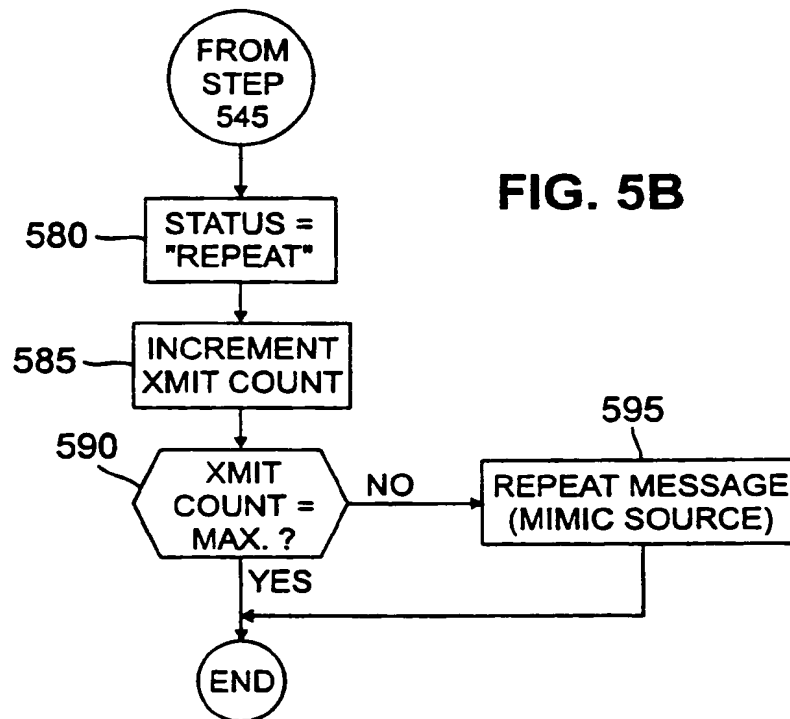 FROM
STEP
545
FIG. 5B
580
STATUS =
"REPEAT"
585
INCREMENT
XMIT COUNT
590
XMIT
COUNT =
MAX. ?
NO
595
REPEAT MESSAGE
(MIMIC SOURCE)
YES
END